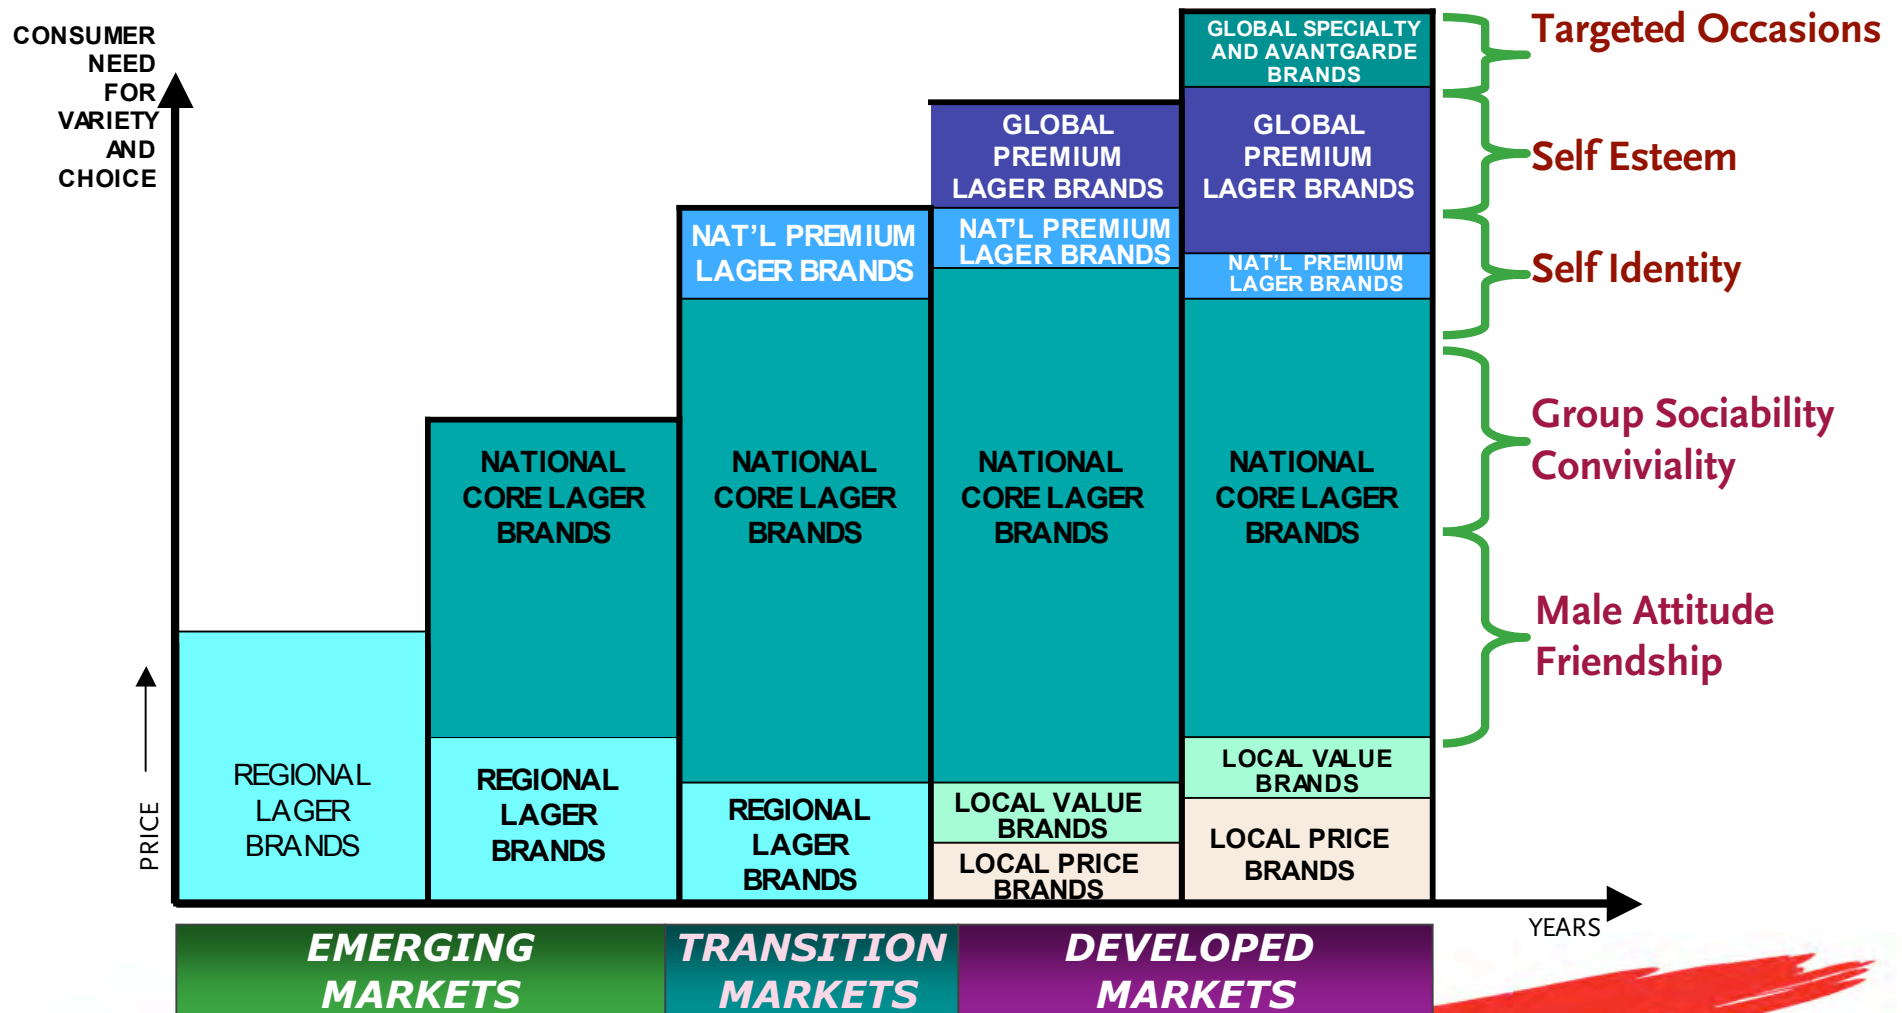 CONSUMER
NEED
FOR
VARIETY
AND
CHOICE
PRICE
REGIONAL
LAGER
BRANDS
NATIONAL
CORE LAGER
BRANDS
REGIONAL
LAGER
BRANDS
NAT'L PREMIUM
LAGER BRANDS
NATIONAL
CORE LAGER
BRANDS
REGIONAL
LAGER
BRANDS
GLOBAL
PREMIUM
LAGER BRANDS
NAT'L PREMIUM
LAGER BRANDS
NATIONAL
CORE LAGER
BRANDS
LOCAL VALUE
BRANDS
LOCAL PRICE
BRANDS
GLOBAL SPECIALTY
AND AVANTGARDE
BRANDS
GLOBAL
PREMIUM
LAGER BRANDS
NAT'L PREMIUM
LAGER BRANDS
NATIONAL
CORE LAGER
BRANDS
LOCAL VALUE
BRANDS
LOCAL PRICE
BRANDS
Targeted Occasions
Self Esteem
Self Identity
Group Sociability
Conviviality
Male Attitude
Friendship
YEARS
EMERGING
MARKETS
TRANSITION
MARKETS
DEVELOPED
MARKETS